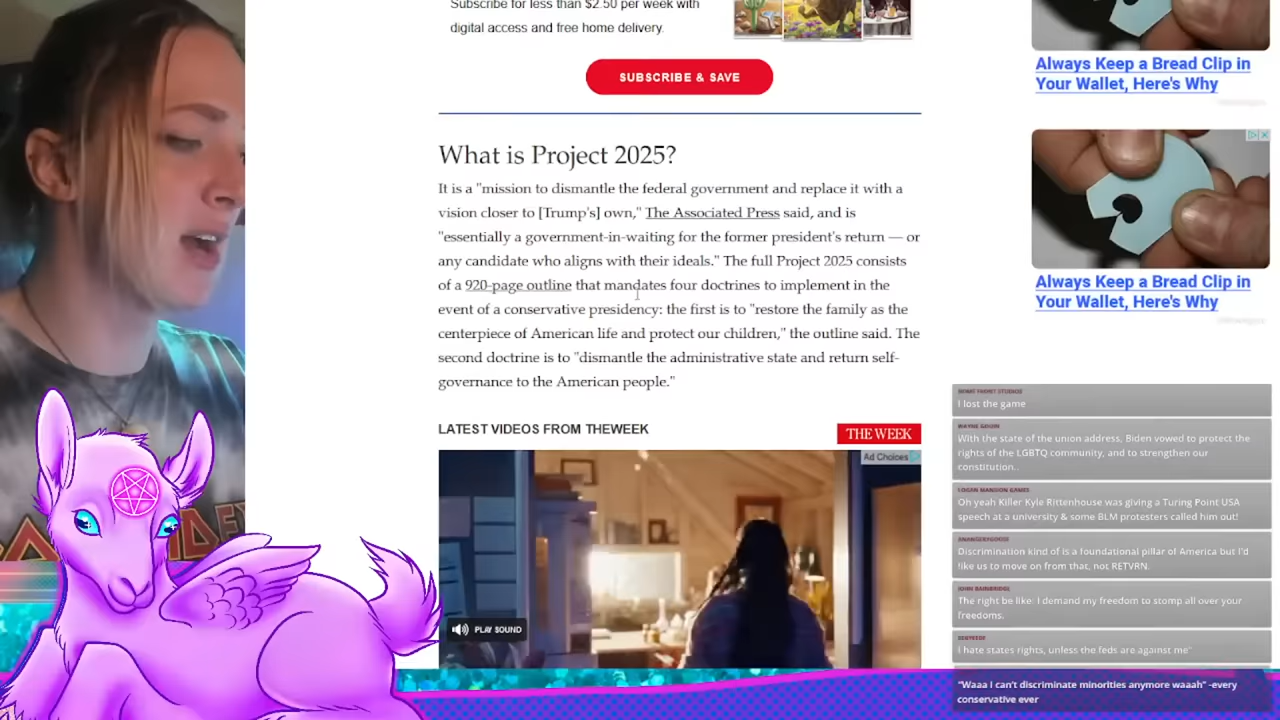 Subscribe for less than $2.50 per week with
digital access and free home delivery.
SUBSCRIBE & SAVE
What is Project 2025?
It is a "mission to dismantle the federal government and replace it with a
vision closer to [Trump's] own," The Associated Press said, and is
"essentially a government-in-waiting for the former president's return — or
any candidate who aligns with their ideals." The full Project 2025 consists
of a 920-page outline that mandates four doctrines to implement in the
event of a conservative presidency: the first is to "restore the family as the
centerpiece of American life and protect our children," the outline said. The
second doctrine is to "dismantle the administrative state and return self-
governance to the American people."
LATEST VIDEOS FROM THEWEEK
THE WEEK
Ad Choices
PLAY SOUND
Always Keep a Bread Clip in
Your Wallet, Here's Why
Always Keep a Bread Clip in
Your Wallet, Here's Why
I lost the game
With the state of the union address, Biden vowed to protect the
rights of the LGBTQ community, and to strengthen our
constitution..
LOGAN MANSION GAMES
Oh yeah Killer Kyle Rittenhouse was giving a Turing Point USA
speech at a university & some BLM protesters called him out!
Discrimination kind of is a foundational pillar of America but I'd
like us to move on from that, not RETVRN.
The right be like: I demand my freedom to stomp all over your
freedoms.
I hate states rights, unless the feds are against me"
"Waaa I can't discriminate minorities anymore waaah" -every
conservative ever